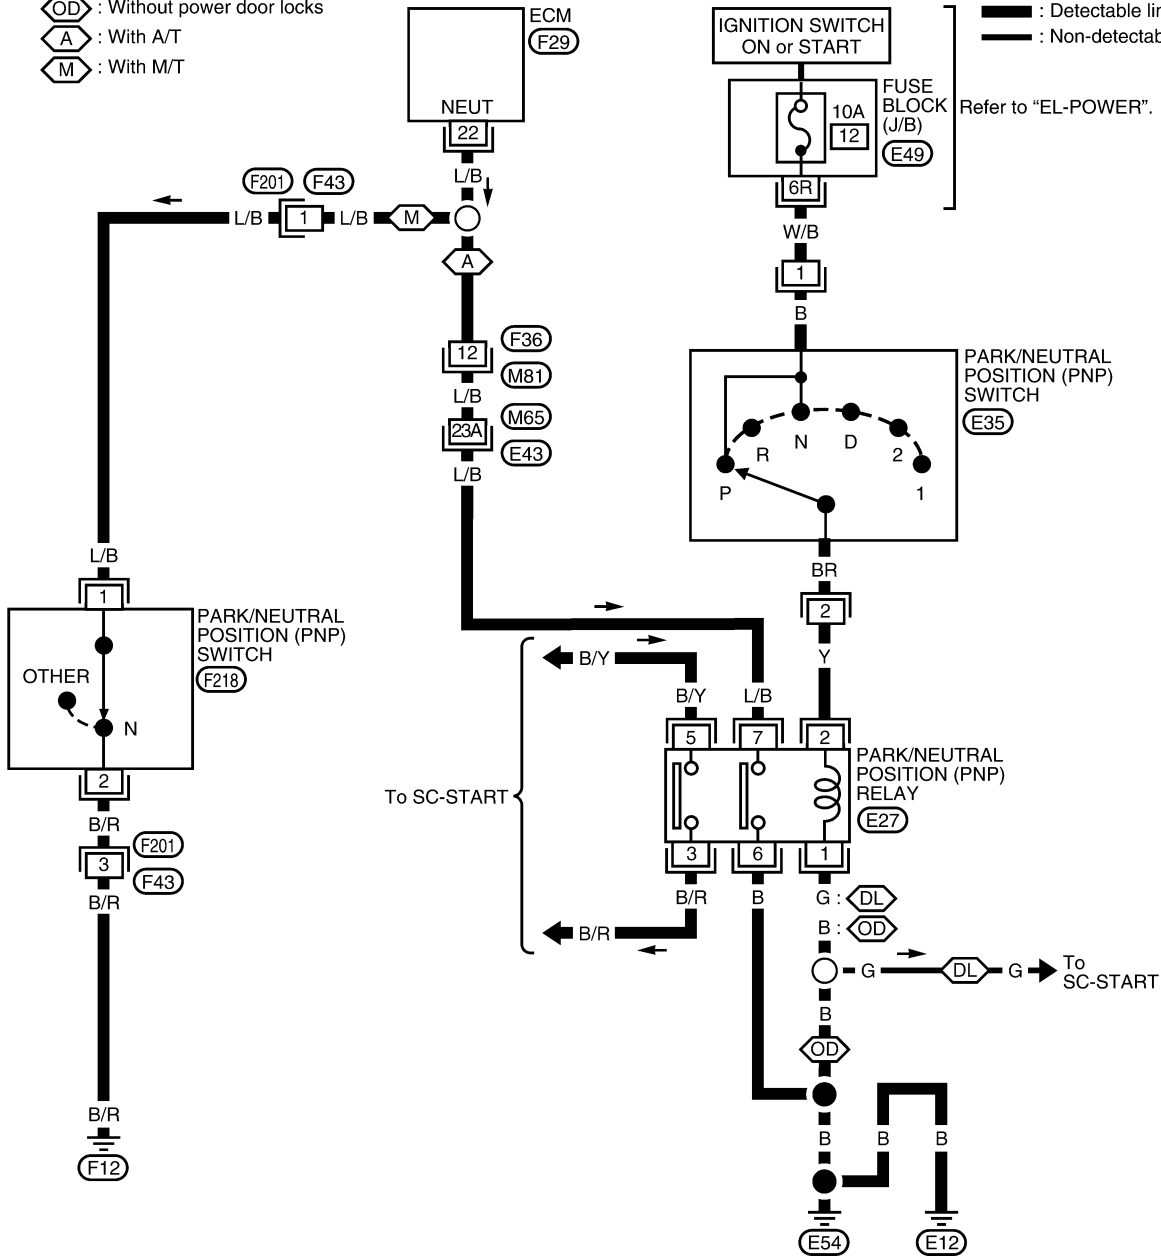 OD : Without power door locks
A : With A/T
M : With M/T
ECM
F29
NEUT
22
L/B
IGNITION SWITCH
ON or START
FUSE
BLOCK
(J/B)
E49
10A
12
6R
Refer to “EL-POWER”.
: Detectable li
: Non-detectab
W/B
1
B
F201 F43
L/B 1 L/B M
A
12
F36
M81
L/B
23A
M65
E43
L/B
PARK/NEUTRAL
POSITION (PNP)
SWITCH
E35
P R N D 2 1
BR
2
Y
L/B
1
PARK/NEUTRAL
POSITION (PNP)
SWITCH
F218
OTHER
N
2
B/R
3
F201
F43
B/R
B/R
F12
B/Y
B/Y L/B
5 7 2
PARK/NEUTRAL
POSITION (PNP)
RELAY
E27
To SC-START
3 6 1
B/R B G : DL
B : OD
B/R
G DL G To
SC-START
B
OD
B B B
E54 E12